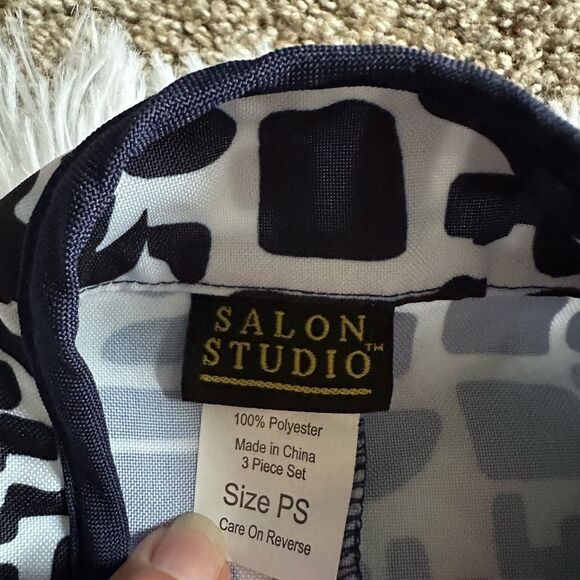 SALON
STUDIO™
100% Polyester
Made in China
3 Piece Set
Size PS
Care On Reverse